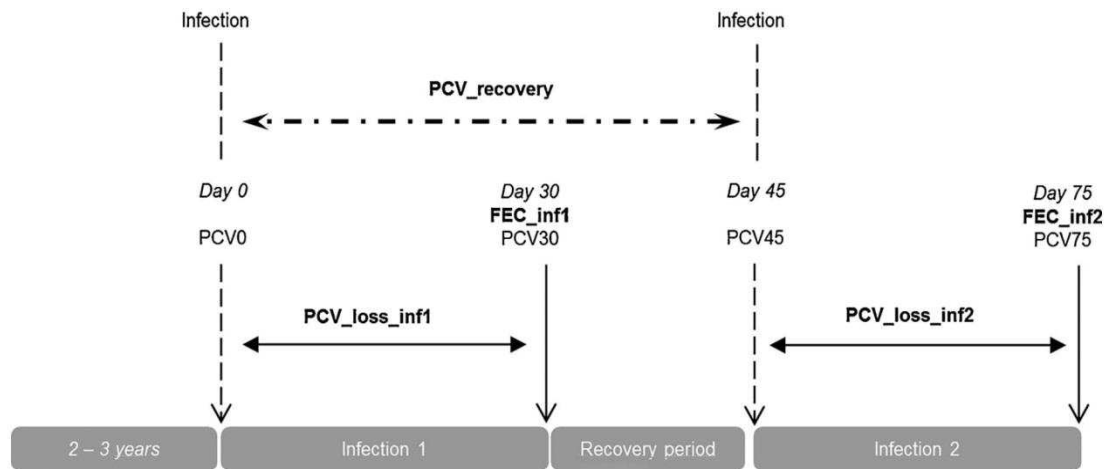 Infection Infection
PCV_recovery
Day 0 Day 30 Day 45 Day 75
FEC_inf1 FEC_inf2
PCV0 PCV30 PCV45 PCV75
PCV_loss_inf1 PCV_loss_inf2
2 – 3 years Infection 1 Recovery period Infection 2